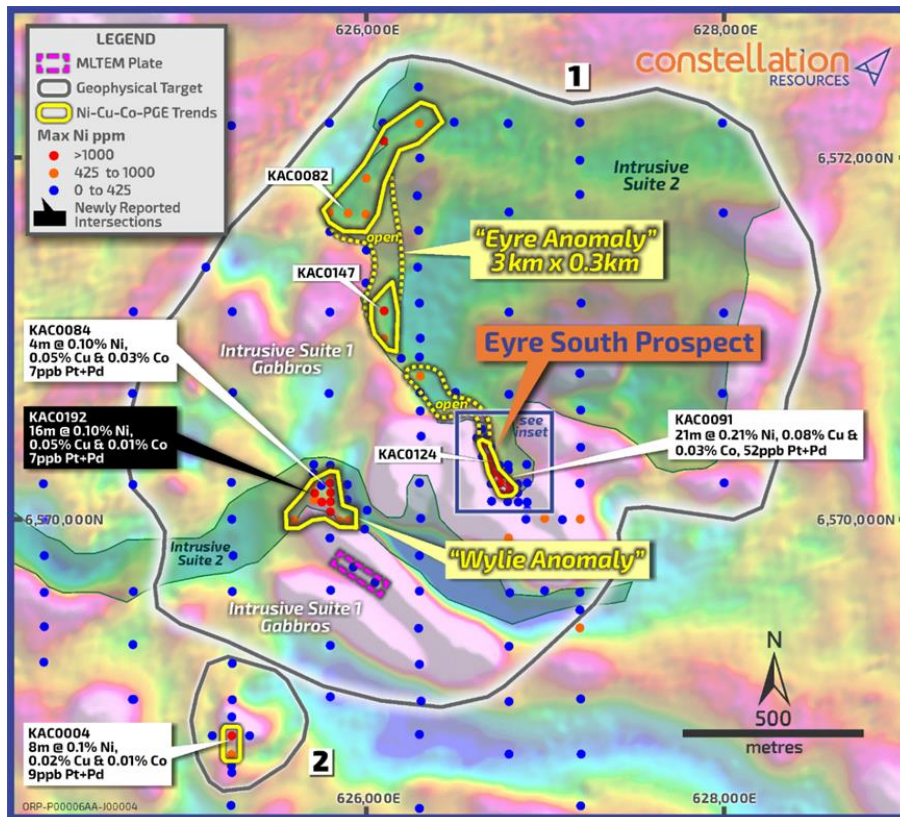 626,000E
628,000E
LEGEND
MLTEM Plate
Geophysical Target
Ni-Cu-Co-PGE Trends
Max Ni ppm
>1000
425 to 1000
0 to 425
Newly Reported
Intersections
1
constellation
RESOURCES
6,572,000N
Intrusive
Suite 2
KAC0082
open
"Eyre Anomaly"
3km x 0.3km
KAC0147
KAC0084
4m @ 0.10% Ni,
0.05% Cu & 0.03% Co
7ppb Pt+Pd
Intrusive Suite 1
Gabbros
Eyre South Prospect
KAC0192
16m @ 0.10% Ni,
0.05% Cu & 0.01% Co
7ppb Pt+Pd
open
see
inset
KAC0124
KAC0091
21m @ 0.21% Ni, 0.08% Cu &
0.03% Co, 52ppb Pt+Pd
6,570,000N
6,570,000N
Intrusive
Suite 2
"Wylie Anomaly"
Intrusive Suite 1
Gabbros
N
500
metres
KAC0004
8m @ 0.1% Ni,
0.02% Cu & 0.01% Co
9ppb Pt+Pd
2
ORP-P00006AA-J00004
626,000E
628,000E